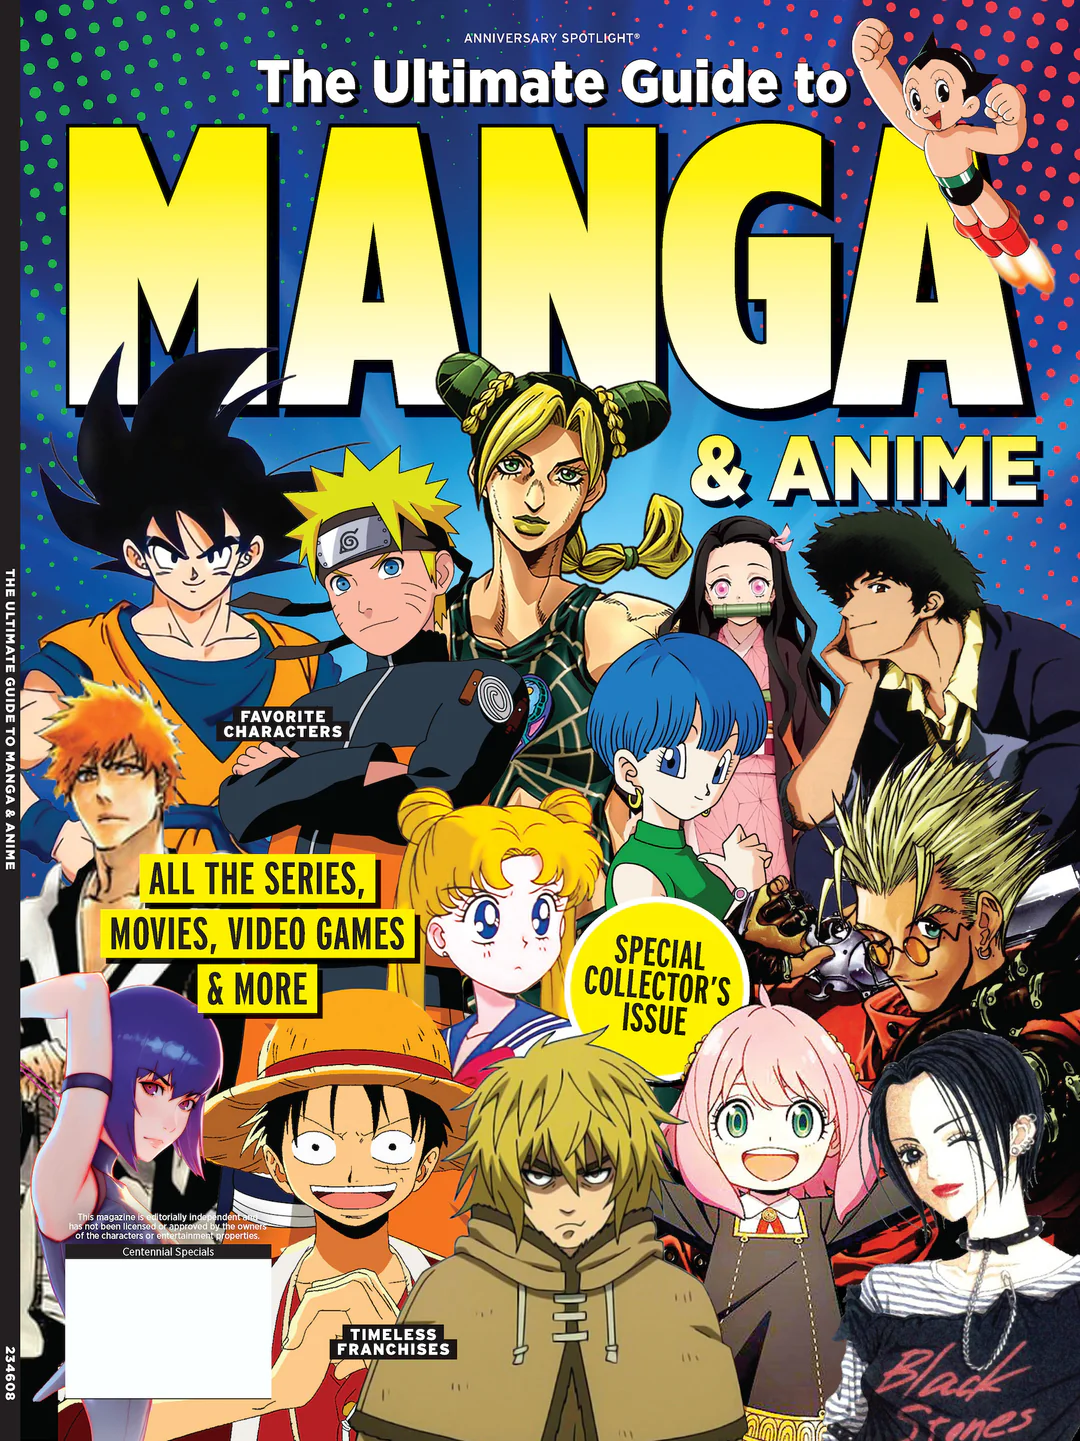 ANNIVERSARY SPOTLIGHT®
The Ultimate Guide to
MANGA
& ANIME
FAVORITE
CHARACTERS
ALL THE SERIES,
MOVIES, VIDEO GAMES
& MORE
SPECIAL
COLLECTOR'S
ISSUE
This magazine is editorially independent and
has not been licensed or approved by the owners
of the characters or entertainment properties.
Centennial Specials
TIMELESS
FRANCHISES
Black
Stones
THE ULTIMATE GUIDE TO MANGA & ANIME
234608